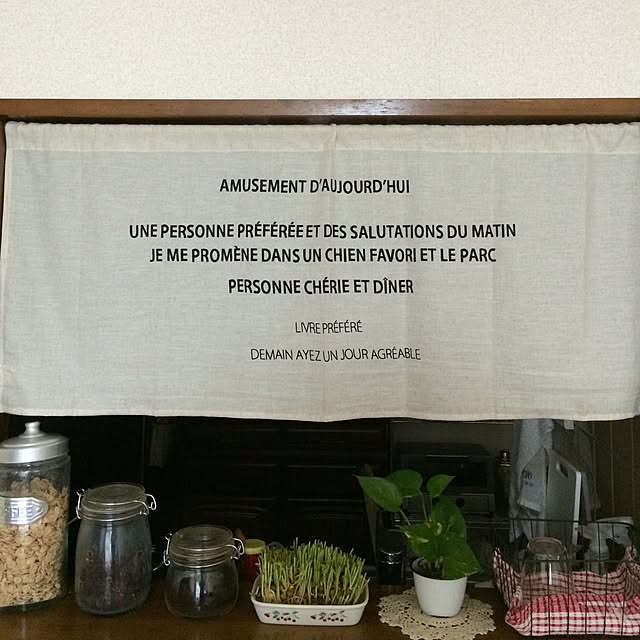 AMUSEMENT D'AUJOURD'HUI
UNE PERSONNE PRÉFÉRÉE ET DES SALUTATIONS DU MATIN
JE ME PROMÈNE DANS UN CHIEN FAVORI ET LE PARC
PERSONNE CHÉRIE ET DÎNER
LIVRE PRÉFÉRÉ
DEMAIN AYEZ UN JOUR AGRÉABLE